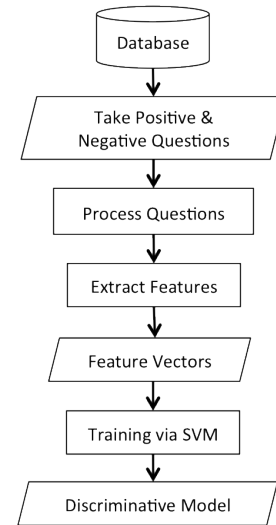 Database
Take Positive &
Negative Questions
Process Questions
Extract Features
Feature Vectors
Training via SVM
Discriminative Model